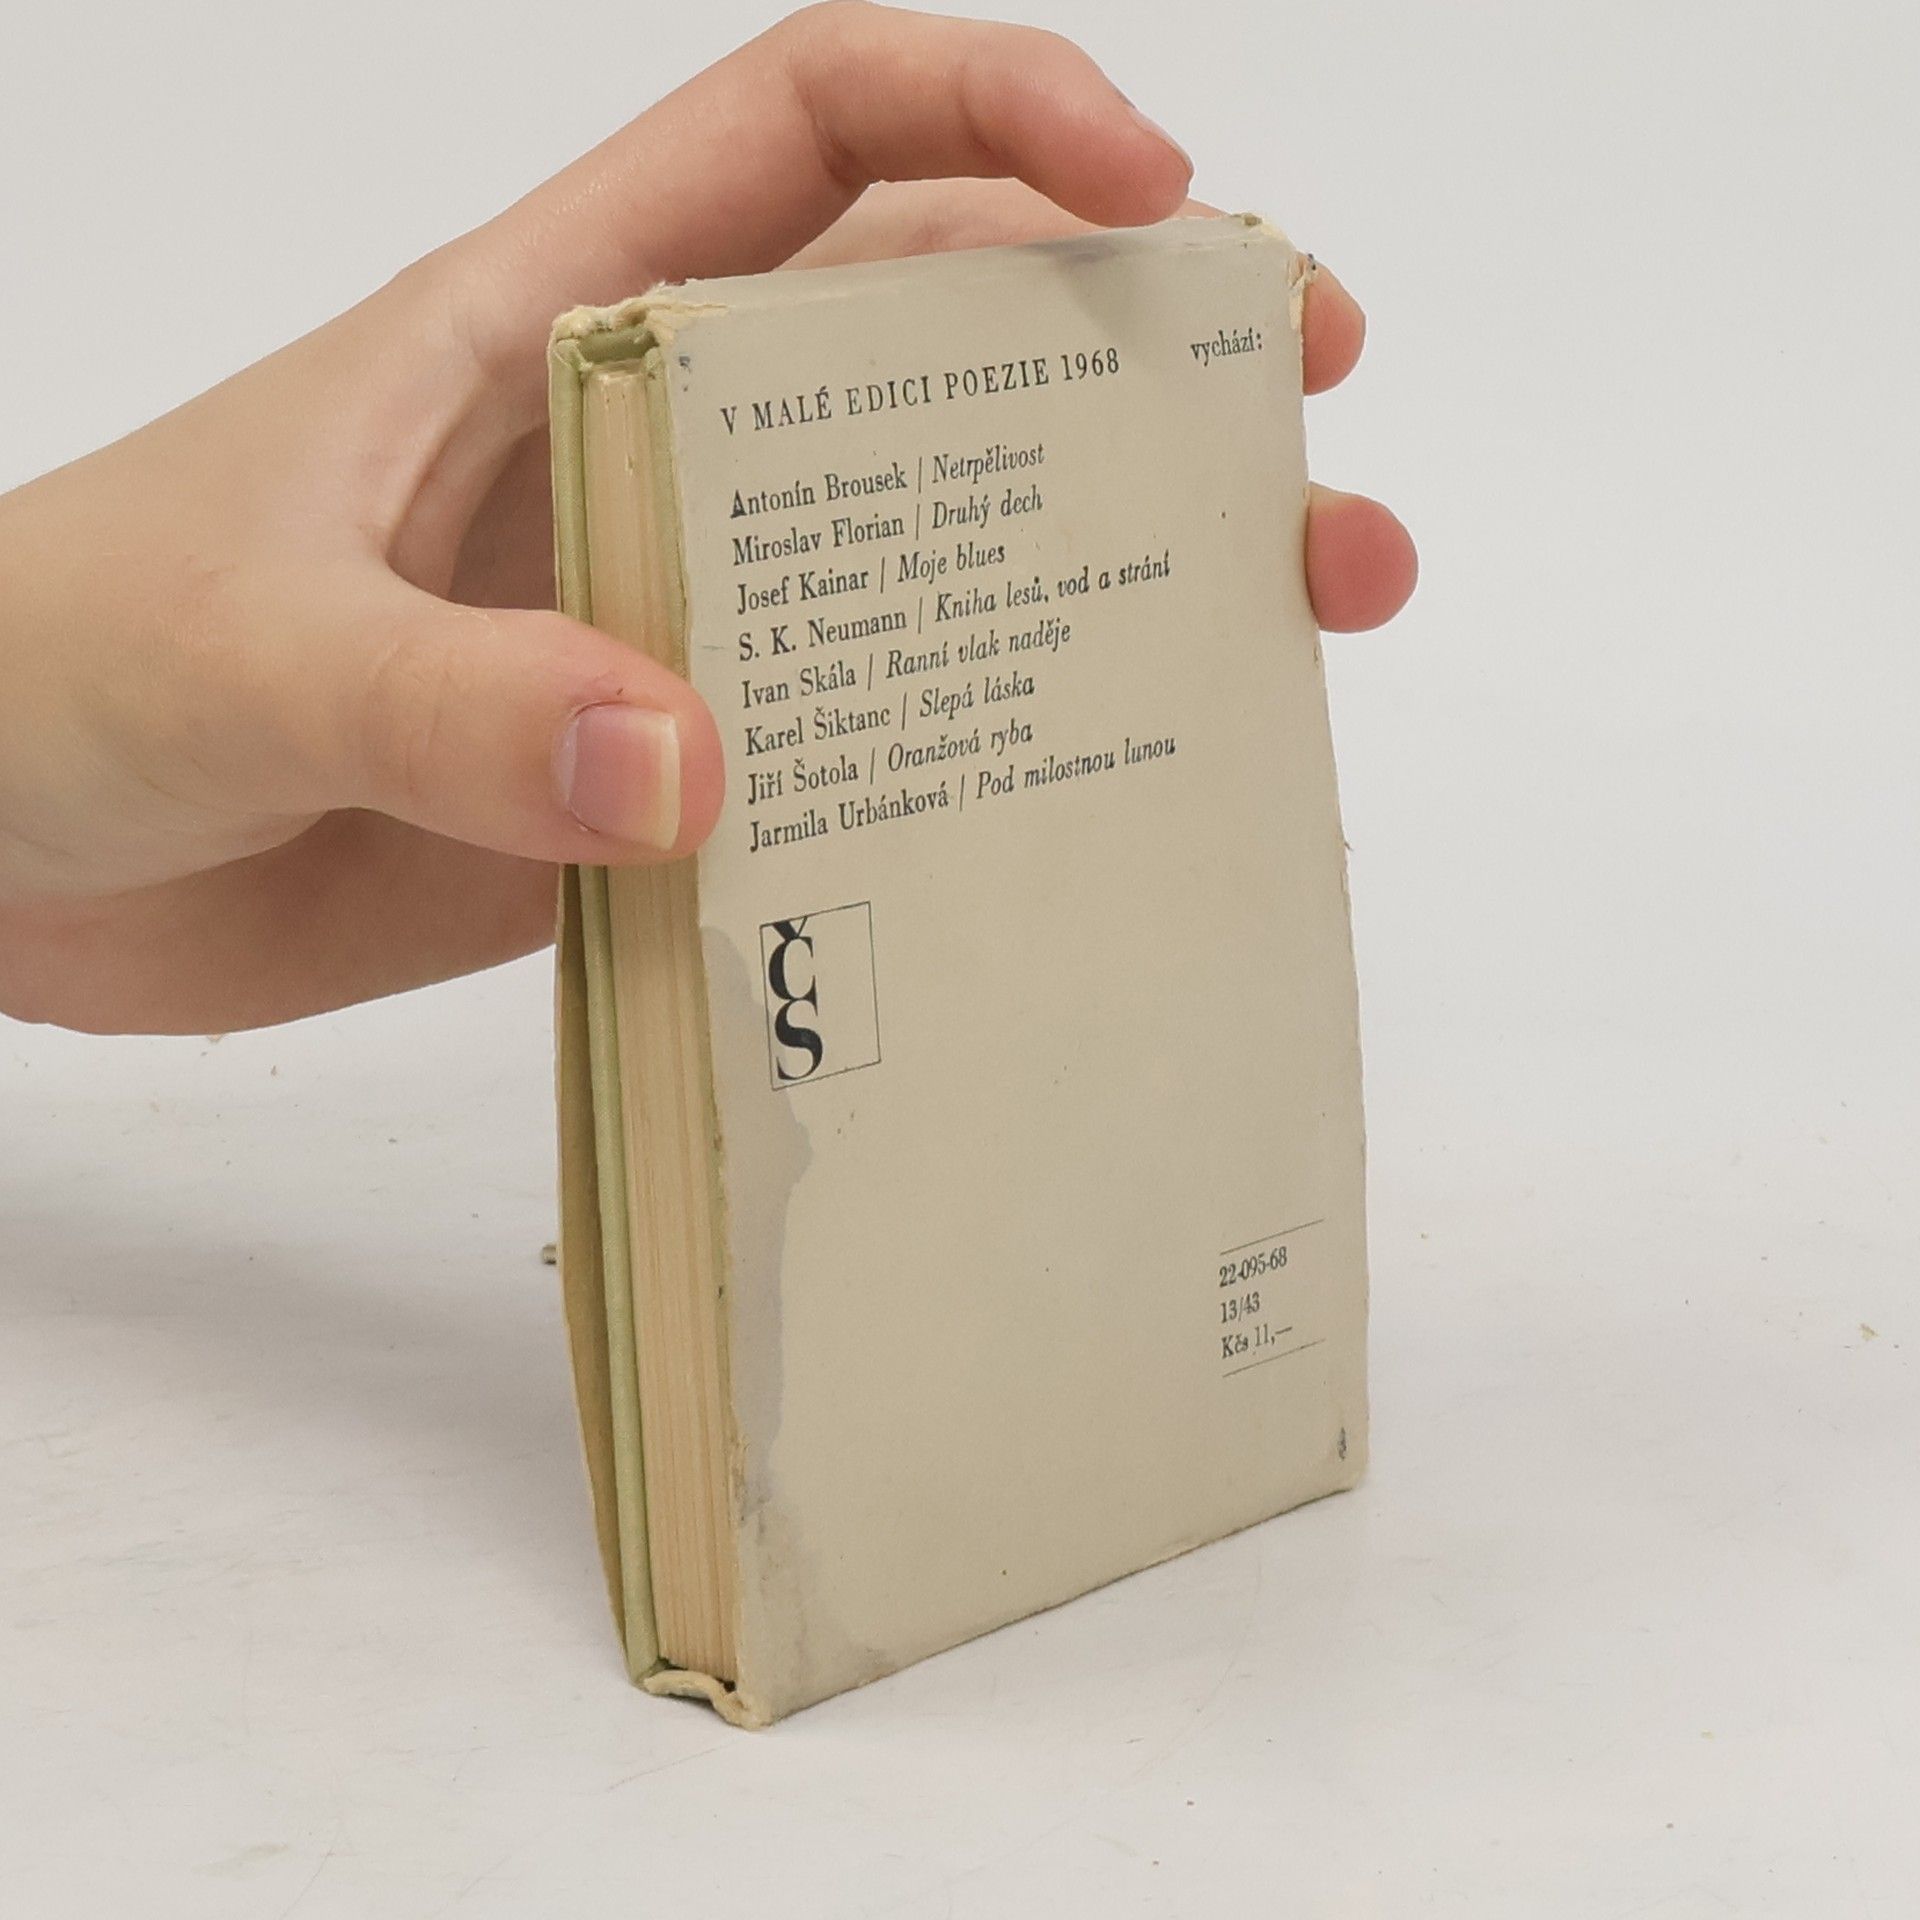 V MALÉ EDICI POEZIE 1968 vychází:
Antonín Brousek | Netrpělivost
Miroslav Florian | Druhý dech
Josef Kainar | Moje blues
S. K. Neumann | Kniha lesů, vod a strání
Ivan Skála | Ranní vlak naděje
Karel Šiktanc | Slepá láska
Jiří Šotola | Oranžová ryba
Jarmila Urbánková | Pod milostnou lunou
Č
S
22-095-68
13/43
Kčs 11,—